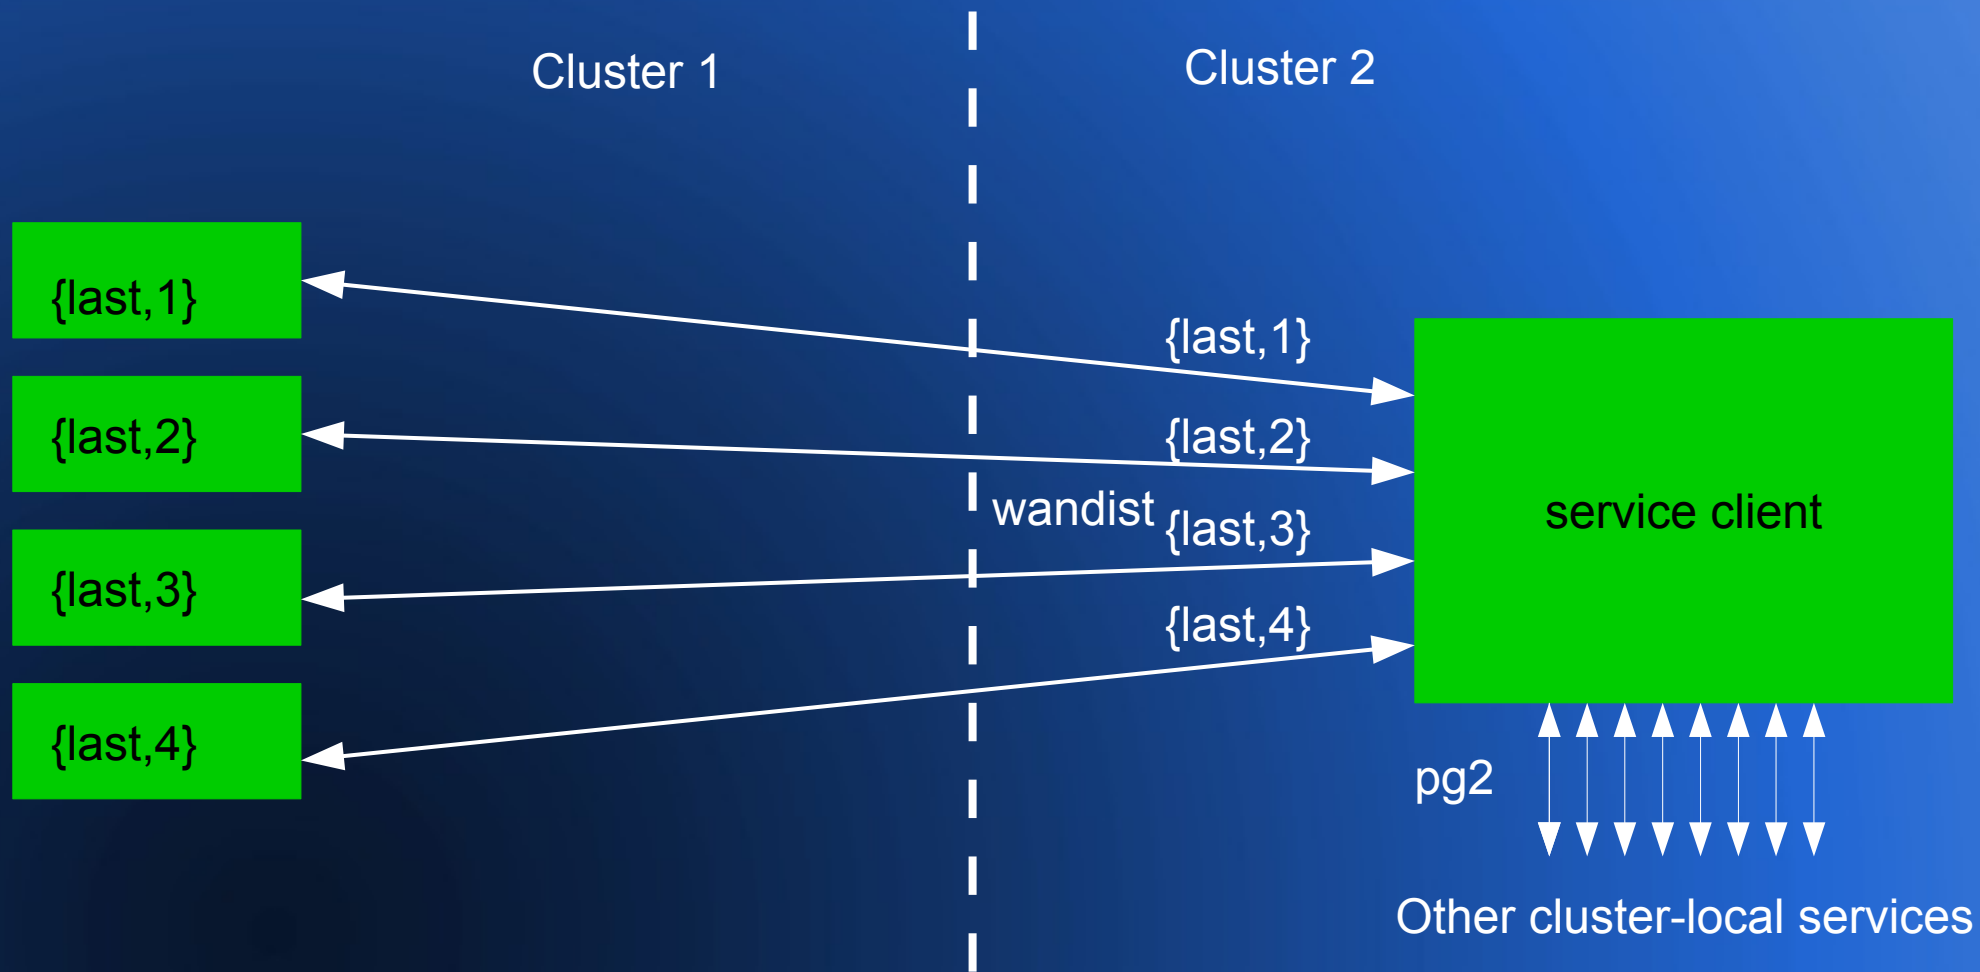 Cluster 1
Cluster 2
{last,1}
{last,2}
{last,3}
{last,4}
{last,1}
{last,2}
wandist
{last,3}
{last,4}
service client
pg2
Other cluster-local services